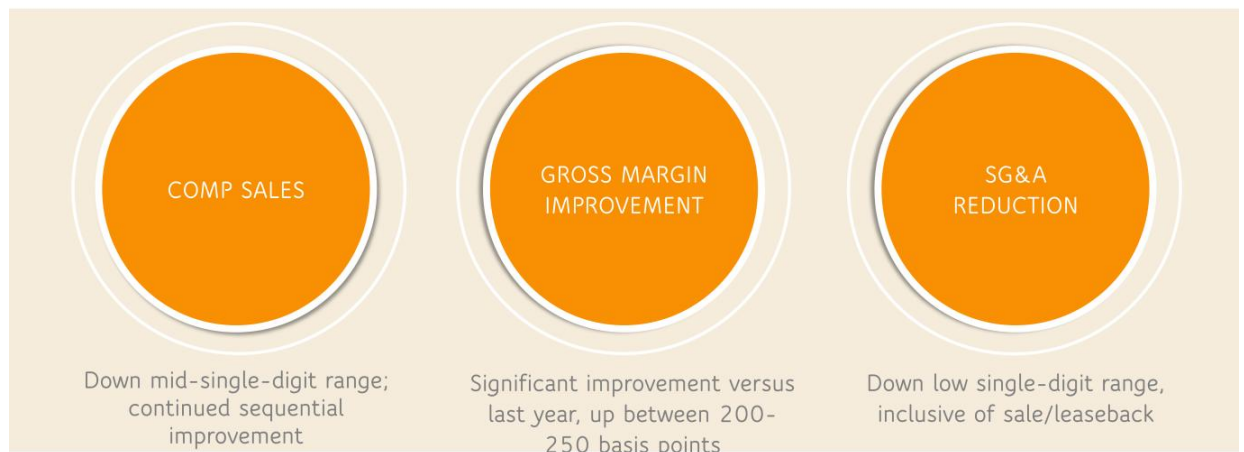 COMP SALES
Down mid-single-digit range;
continued sequential
improvement
GROSS MARGIN
IMPROVEMENT
Significant improvement versus
last year, up between 200-
250 basis points
SG&A
REDUCTION
Down low single-digit range,
inclusive of sale/leaseback